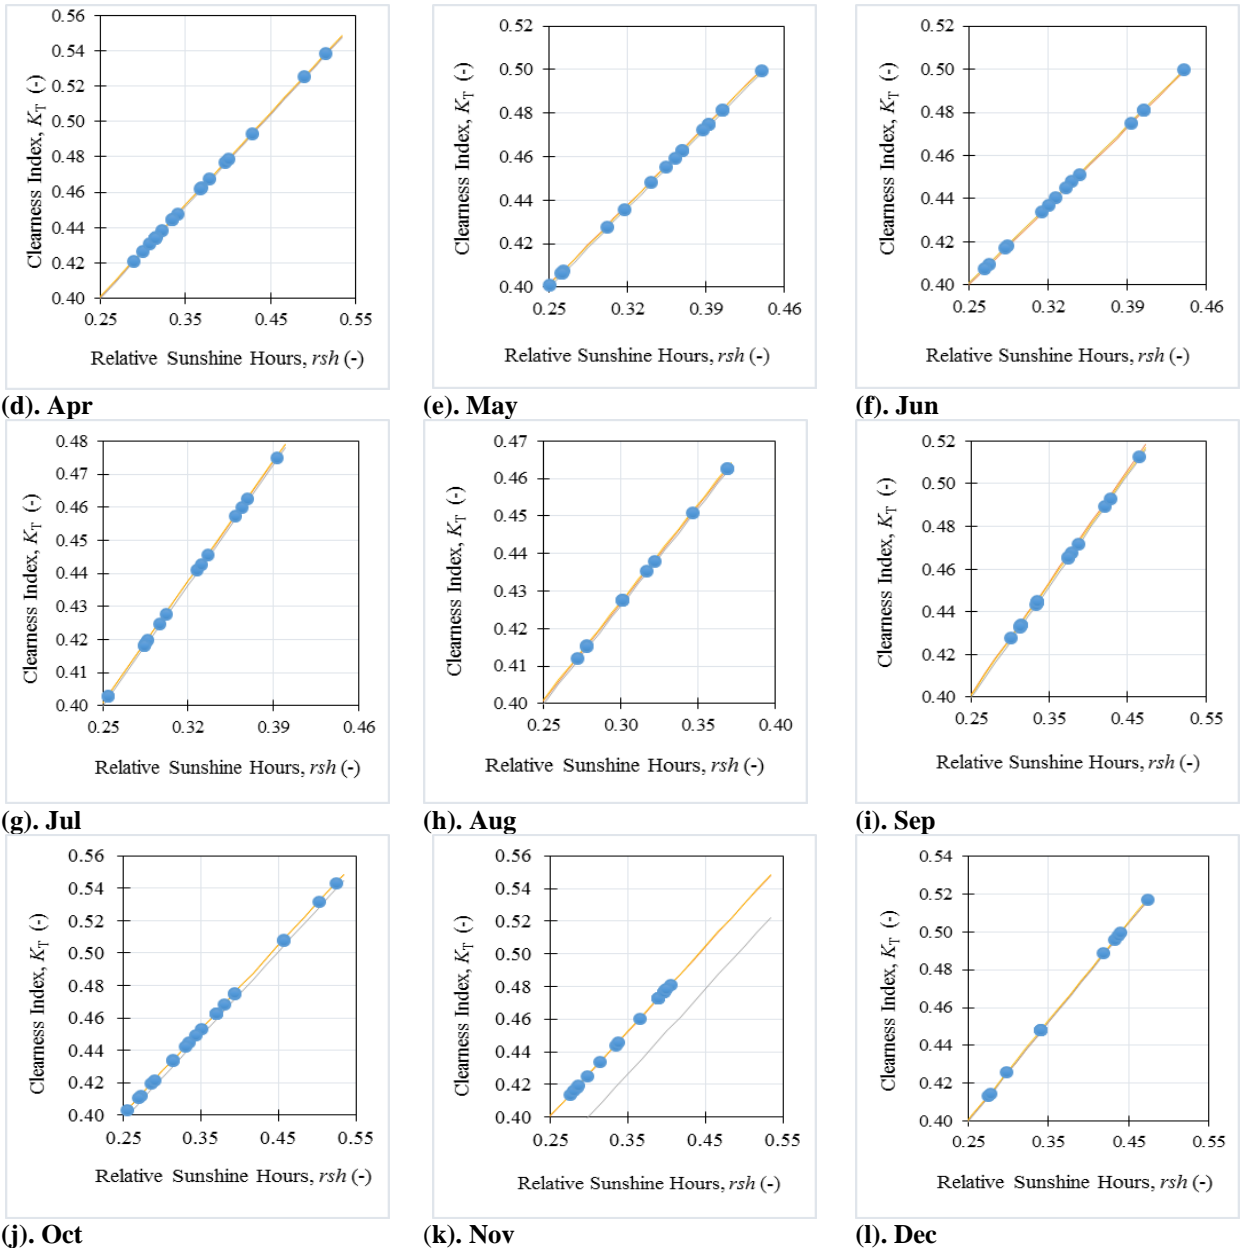 0.56
0.54
0.52
0.50
0.48
0.46
0.44
0.42
0.40
0.25 0.35 0.45 0.55
Clearness Index, KT (-)
Relative Sunshine Hours, rsh (-)
(d). Apr
0.52
0.50
0.48
0.46
0.44
0.42
0.40
0.25 0.32 0.39 0.46
Clearness Index, KT (-)
Relative Sunshine Hours, rsh (-)
(e). May
0.52
0.50
0.48
0.46
0.44
0.42
0.40
0.25 0.32 0.39 0.46
Clearness Index, KT (-)
Relative Sunshine Hours, rsh (-)
(f). Jun
0.48
0.47
0.46
0.45
0.44
0.43
0.42
0.41
0.40
0.25 0.32 0.39 0.46
Clearness Index, KT (-)
Relative Sunshine Hours, rsh (-)
(g). Jul
0.47
0.46
0.45
0.44
0.43
0.42
0.41
0.40
0.25 0.30 0.35 0.40
Clearness Index, KT (-)
Relative Sunshine Hours, rsh (-)
(h). Aug
0.52
0.50
0.48
0.46
0.44
0.42
0.40
0.25 0.35 0.45 0.55
Clearness Index, KT (-)
Relative Sunshine Hours, rsh (-)
(i). Sep
0.56
0.54
0.52
0.50
0.48
0.46
0.44
0.42
0.40
0.25 0.35 0.45 0.55
Clearness Index, KT (-)
Relative Sunshine Hours, rsh (-)
(j). Oct
0.56
0.54
0.52
0.50
0.48
0.46
0.44
0.42
0.40
0.25 0.35 0.45 0.55
Clearness Index, KT (-)
Relative Sunshine Hours, rsh (-)
(k). Nov
0.54
0.52
0.50
0.48
0.46
0.44
0.42
0.40
0.25 0.35 0.45 0.55
Clearness Index, KT (-)
Relative Sunshine Hours, rsh (-)
(l). Dec